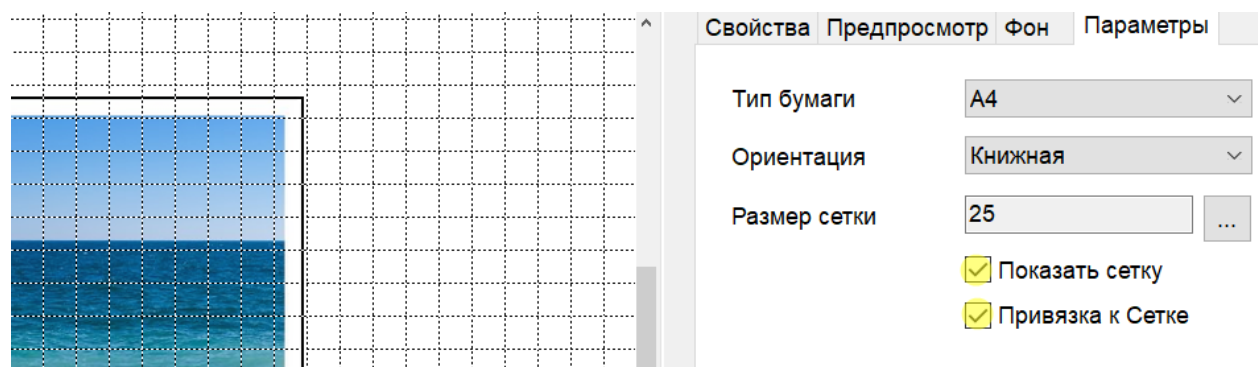 Свойства Предпросмотр Фон Параметры
Тип бумаги A4
Ориентация Книжная
Размер сетки 25 ...
Показать сетку
Привязка к Сетке